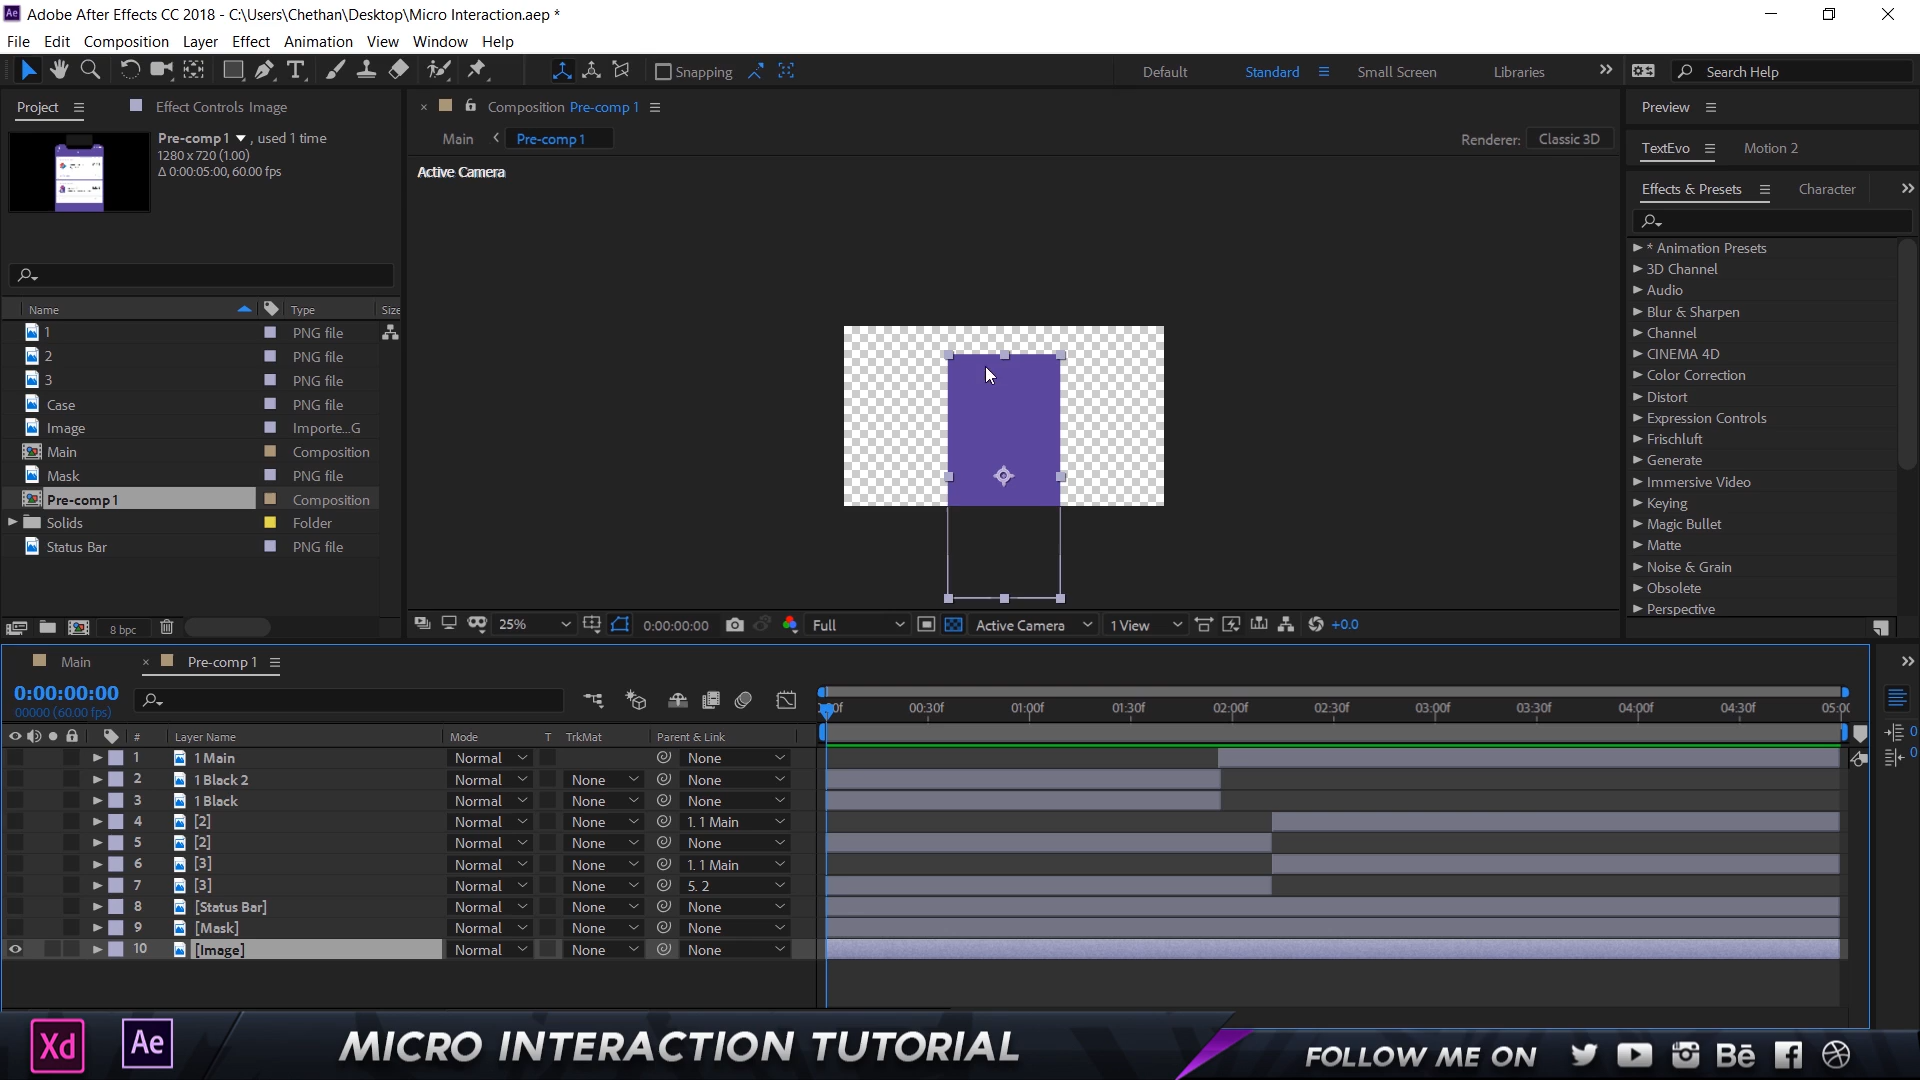 Adobe After Effects CC 2018 - C:\Users\Chethan\Desktop\Micro Interaction.aep *
File Edit Composition Layer Effect Animation View Window Help
Snapping Default Standard Small Screen Libraries Search Help
Project Effect Controls Image
Composition Pre-comp 1
Preview
Pre-comp 1 , used 1 time
1280 x 720 (1.00)
Δ 0:00:05:00, 60.00 fps
Main Pre-comp 1 Renderer: Classic 3D
Active Camera
TextEvo Motion 2
Effects & Presets Character
Name Type Size
1 PNG file
2 PNG file
3 PNG file
Case PNG file
Image Importe...G
Main Composition
Mask PNG file
Pre-comp 1 Composition
Solids Folder
Status Bar PNG file
8 bpc
* Animation Presets
3D Channel
Audio
Blur & Sharpen
Channel
CINEMA 4D
Color Correction
Distort
Expression Controls
Frischluft
Generate
Immersive Video
Keying
Magic Bullet
Matte
Noise & Grain
Obsolete
Perspective
25% 0:00:00:00 Full Active Camera 1 View +0.0
Main Pre-comp 1
0:00:00:00
00000 (60.00 fps)
00:30f 01:00f 01:30f 02:00f 02:30f 03:00f 03:30f 04:00f 04:30f
# Layer Name Mode T TrkMat Parent & Link
1 1 Main Normal None
2 1 Black 2 Normal None None
3 1 Black Normal None None
4 [2] Normal None 1. 1 Main
5 [2] Normal None None
6 [3] Normal None 1. 1 Main
7 [3] Normal None 5. 2
8 [Status Bar] Normal None None
9 [Mask] Normal None None
10 [Image] Normal None None
0
0
Xd Ae MICRO INTERACTION TUTORIAL FOLLOW ME ON Bē